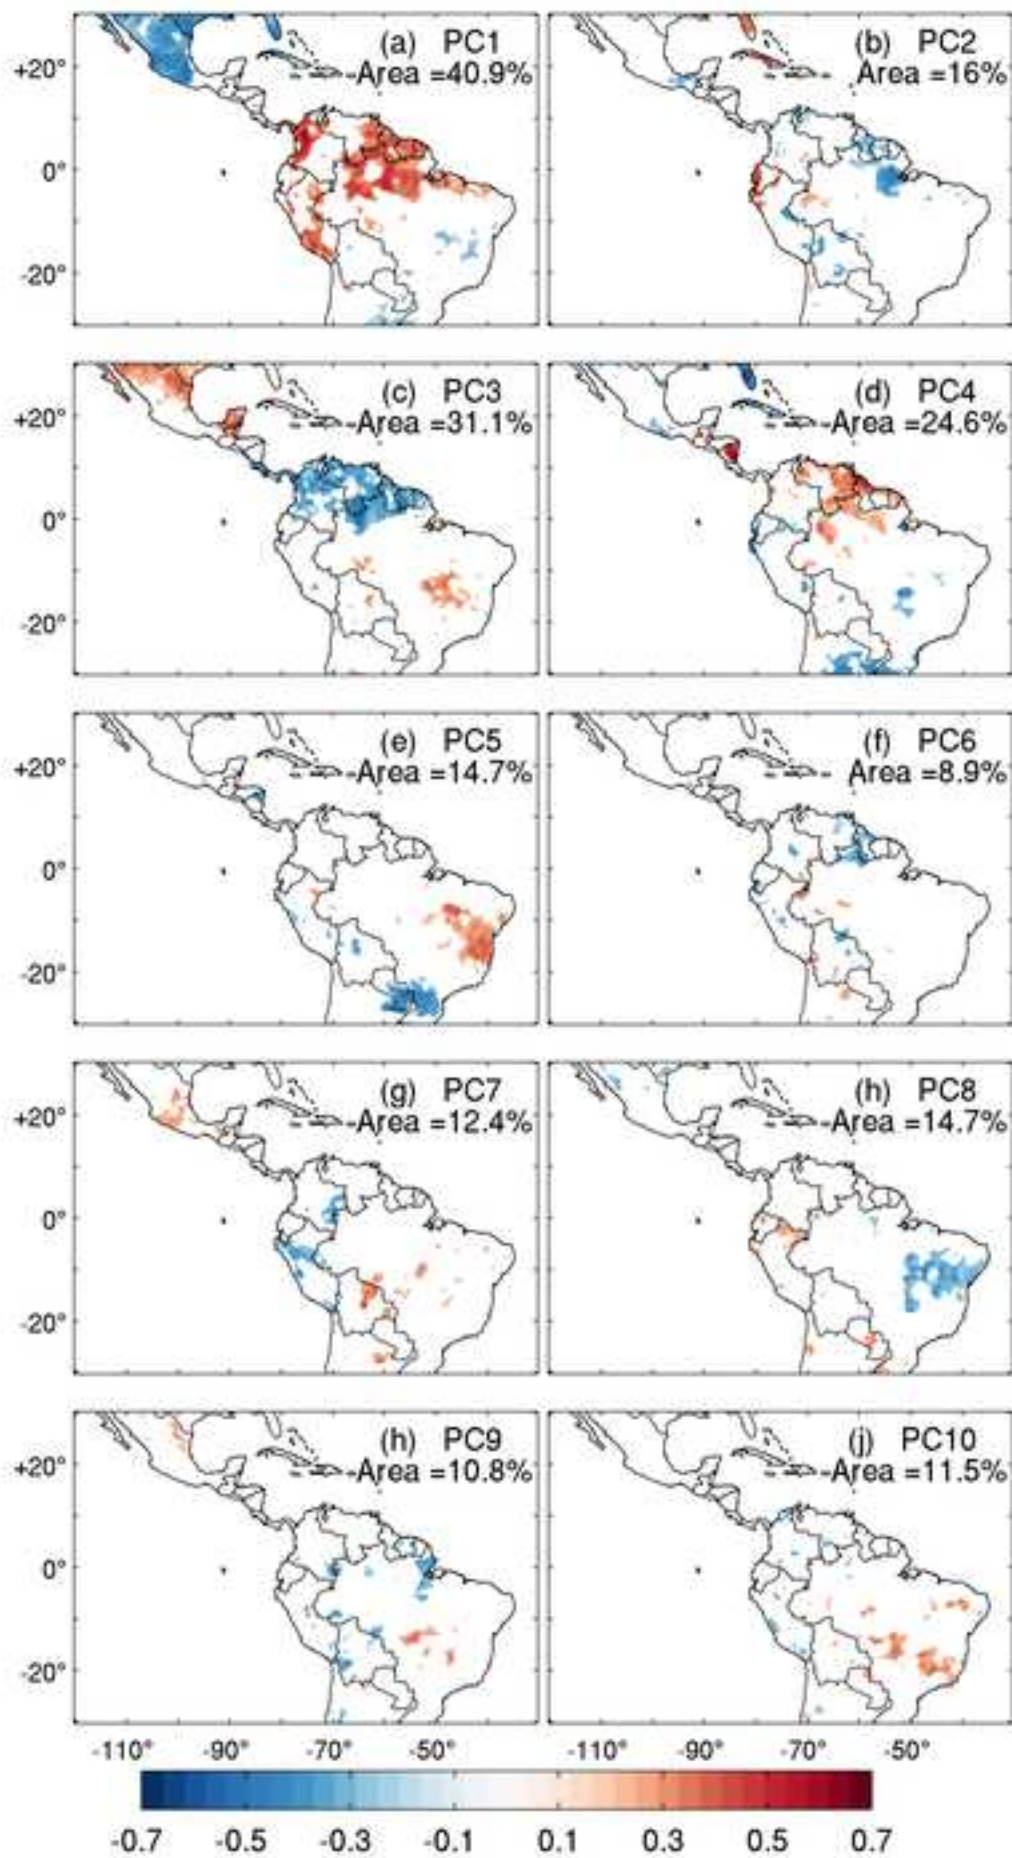 (a) PC1
Area =40.9%
(b) PC2
Area =16%
+20°
0°
-20°
(c) PC3
Area =31.1%
(d) PC4
Area =24.6%
+20°
0°
-20°
(e) PC5
Area =14.7%
(f) PC6
Area =8.9%
+20°
0°
-20°
(g) PC7
Area =12.4%
(h) PC8
Area =14.7%
+20°
0°
-20°
(h) PC9
Area =10.8%
(j) PC10
Area =11.5%
+20°
0°
-20°
-110° -90° -70° -50° -110° -90° -70° -50°
-0.7 -0.5 -0.3 -0.1 0.1 0.3 0.5 0.7